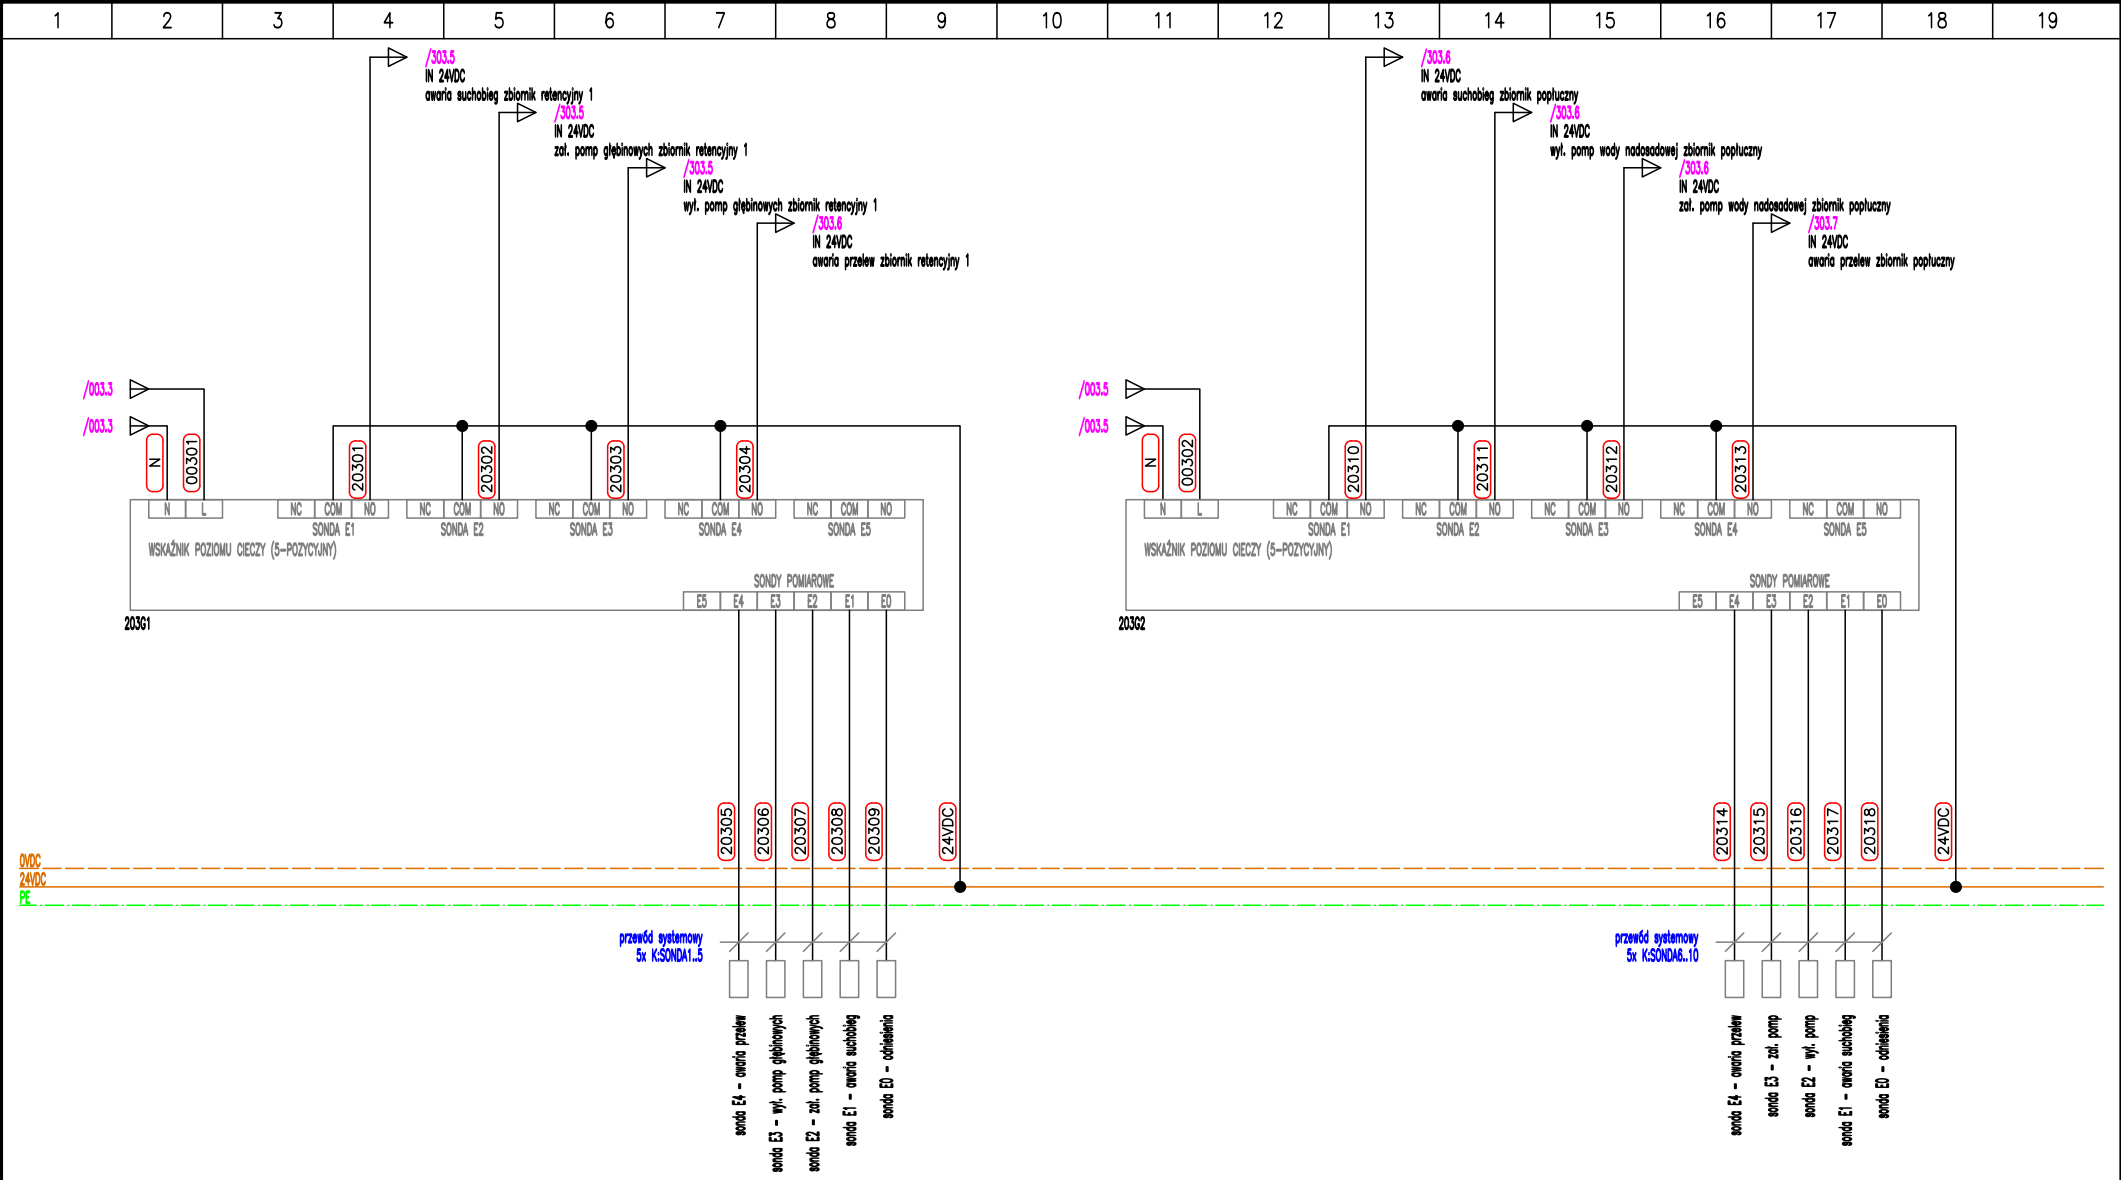 1 2 3 4 5 6 7 8 9 10 11 12 13 14 15 16 17 18 19
/303.5
IN 24VDC
awaria suchobieg zbiornik retencyjny 1
/303.5
IN 24VDC
zał. pomp głębinowych zbiornik retencyjny 1
/303.5
IN 24VDC
wył. pomp głębinowych zbiornik retencyjny 1
/303.6
IN 24VDC
awaria przelew zbiornik retencyjny 1
/303.6
IN 24VDC
awaria suchobieg zbiornik popłuczny
/303.6
IN 24VDC
wył. pomp wody nadosadowej zbiornik popłuczny
/303.6
IN 24VDC
zał. pomp wody nadosadowej zbiornik popłuczny
/303.7
IN 24VDC
awaria przelew zbiornik popłuczny
/003.3
/003.3
N
00301
20301
20302
20303
20304
N L NC COM NO NC COM NO NC COM NO NC COM NO NC COM NO
SONDA E1 SONDA E2 SONDA E3 SONDA E4 SONDA E5
WSKAŹNIK POZIOMU CIECZY (5-POZYCYJNY)
SONDY POMIAROWE
E5 E4 E3 E2 E1 E0
203G1
/003.5
/003.5
N
00302
20310
20311
20312
20313
N L NC COM NO NC COM NO NC COM NO NC COM NO NC COM NO
SONDA E1 SONDA E2 SONDA E3 SONDA E4 SONDA E5
WSKAŹNIK POZIOMU CIECZY (5-POZYCYJNY)
SONDY POMIAROWE
E5 E4 E3 E2 E1 E0
203G2
20305
20306
20307
20308
20309
24VDC
20314
20315
20316
20317
20318
24VDC
0VDC
24VDC
PE
przewód systemowy
5x K:SONDA1..5
sonda E4 - awaria przelew
sonda E3 - wył. pomp głębinowych
sonda E2 - zał. pomp głębinowych
sonda E1 - awaria suchobieg
sonda E0 - odniesienia
przewód systemowy
5x K:SONDA6..10
sonda E4 - awaria przelew
sonda E3 - zał. pomp
sonda E2 - wył. pomp
sonda E1 - awaria suchobieg
sonda E0 - odniesienia